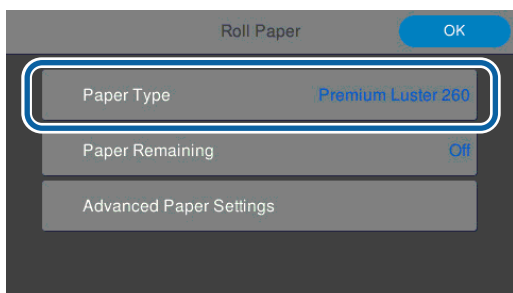 Roll Paper OK
Paper Type Premium Luster 260
Paper Remaining Off
Advanced Paper Settings